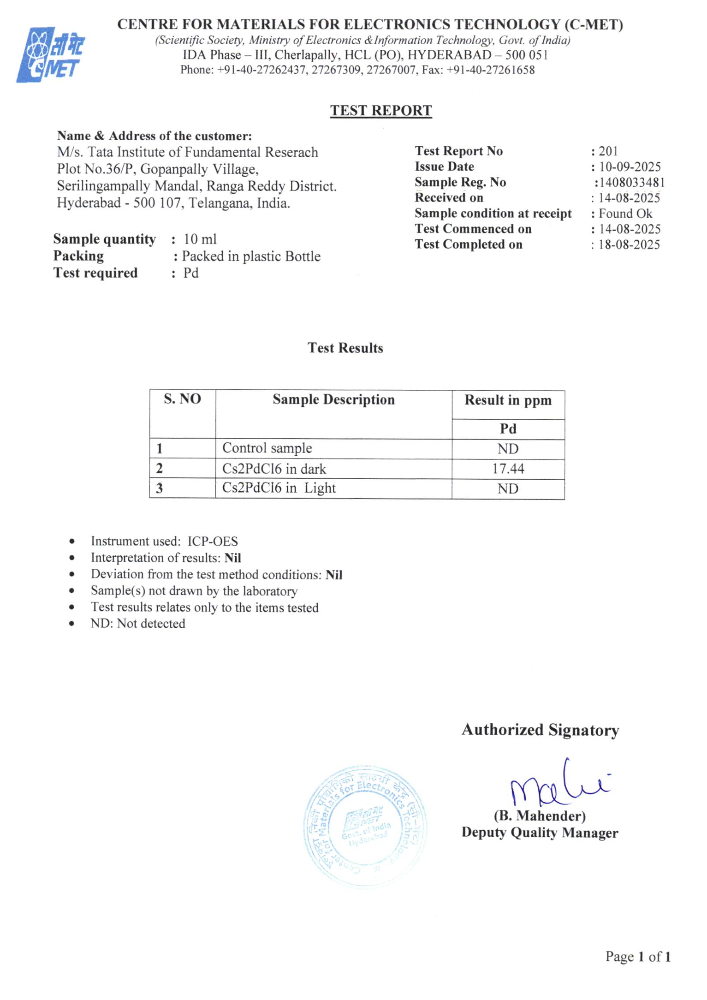 सी मेट
C MET
CENTRE FOR MATERIALS FOR ELECTRONICS TECHNOLOGY (C-MET)
(Scientific Society, Ministry of Electronics &Information Technology, Govt. of India)
IDA Phase – III, Cherlapally, HCL (PO), HYDERABAD – 500 051
Phone: +91-40-27262437, 27267309, 27267007, Fax: +91-40-27261658
TEST REPORT
Name & Address of the customer:
M/s. Tata Institute of Fundamental Reserach
Plot No.36/P, Gopanpally Village,
Serilingampally Mandal, Ranga Reddy District.
Hyderabad - 500 107, Telangana, India.
Sample quantity : 10 ml
Packing : Packed in plastic Bottle
Test required : Pd
Test Report No : 201
Issue Date : 10-09-2025
Sample Reg. No :1408033481
Received on : 14-08-2025
Sample condition at receipt : Found Ok
Test Commenced on : 14-08-2025
Test Completed on : 18-08-2025
Test Results
S. NO Sample Description Result in ppm
Pd
1 Control sample ND
2 Cs2PdCl6 in dark 17.44
3 Cs2PdCl6 in Light ND
• Instrument used: ICP-OES
• Interpretation of results: Nil
• Deviation from the test method conditions: Nil
• Sample(s) not drawn by the laboratory
• Test results relates only to the items tested
• ND: Not detected
Authorized Signatory
(B. Mahender)
Deputy Quality Manager
Center for Materials for Electronics Technology
Govt. of India
Hyderabad
Page 1 of 1